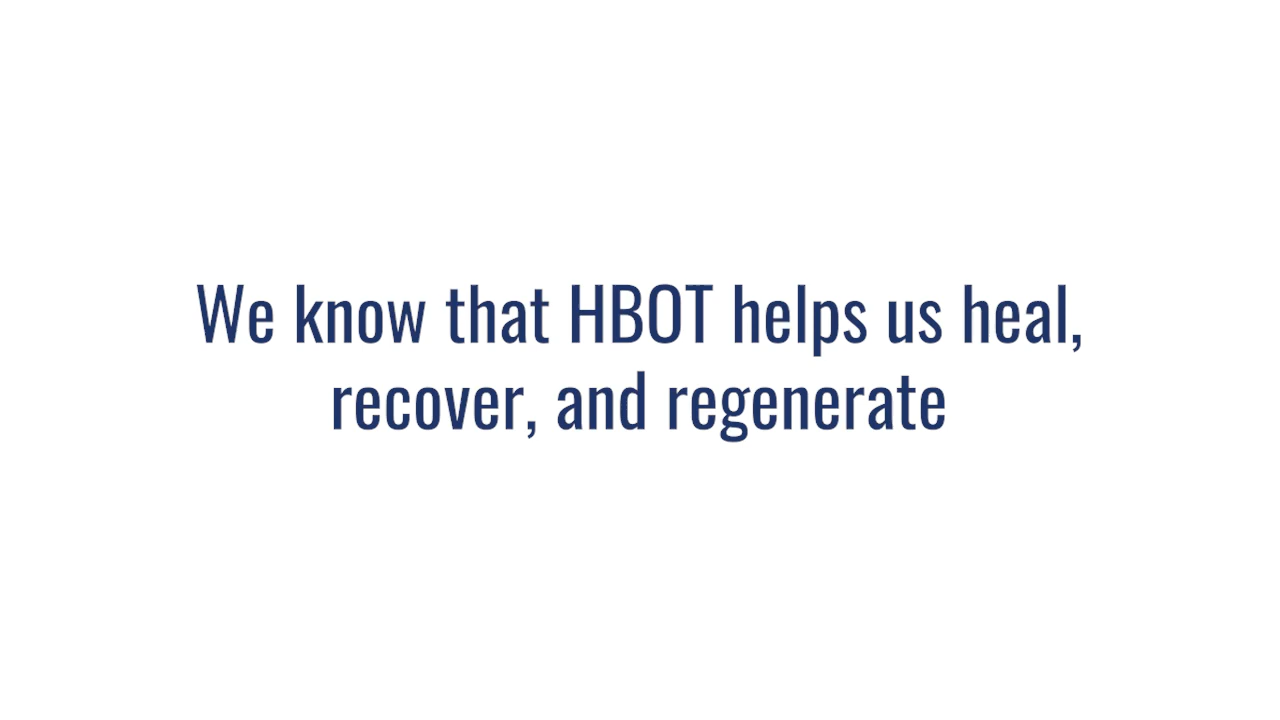 We know that HBOT helps us heal,
recover, and regenerate